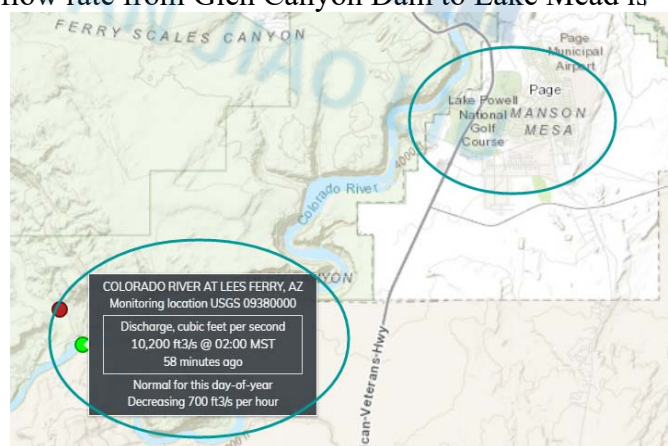 flow rate from Glen Canyon Dam to Lake Mead is
FERRY SCALES CANYON
Page
Municipal
Airport
Page
Lake Powell
National
Golf
Course
MANSON
MESA
4000 ft
Colorado River
COLORADO RIVER AT LEES FERRY, AZ
Monitoring location USGS 09380000
Discharge, cubic feet per second
10,200 ft3/s @ 02:00 MST
58 minutes ago
Normal for this day-of-year
Decreasing 700 ft3/s per hour
can-Veterans-Hwy